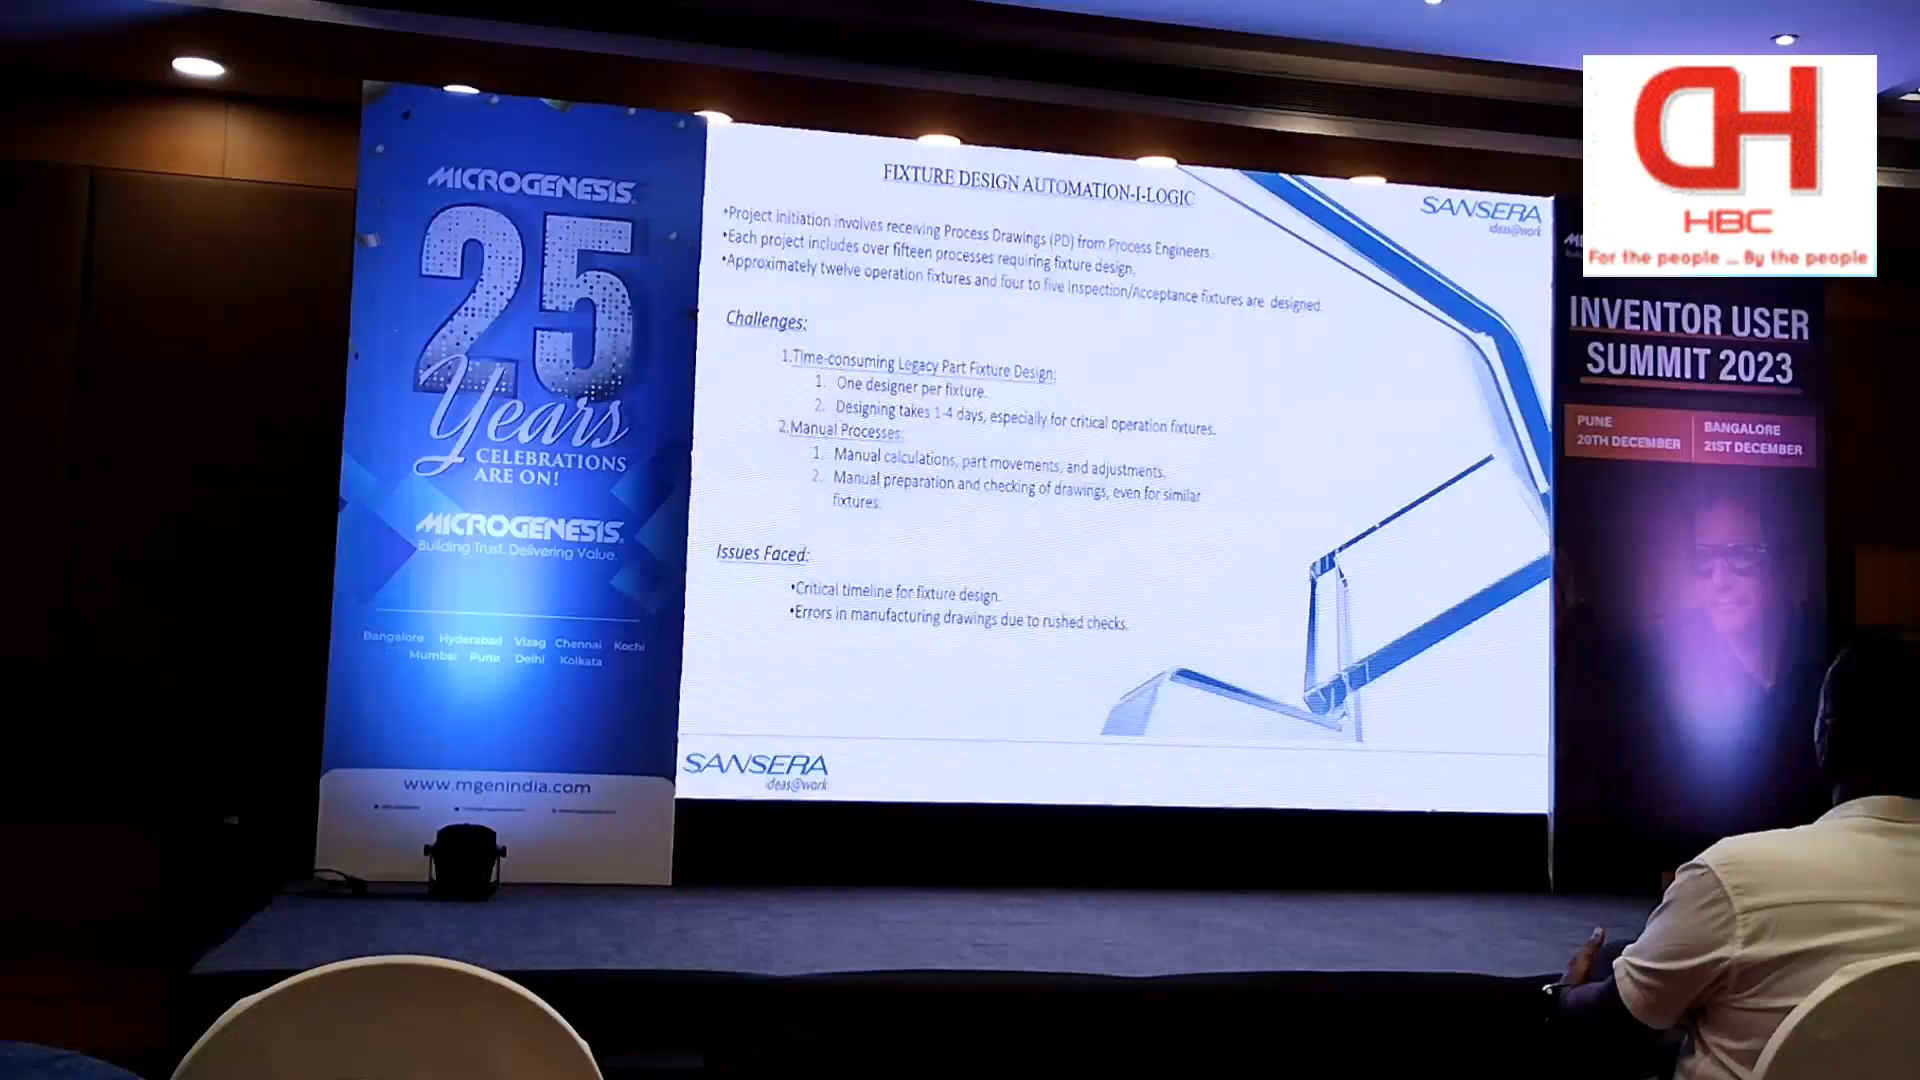 MICROGENESIS
25
Years
CELEBRATIONS
ARE ON!
MICROGENESIS
Building Trust. Delivering Value.
Bangalore Hyderabad Vizag Chennai Kochi
Mumbai Pune Delhi Kolkata
www.mgenindia.com
FIXTURE DESIGN AUTOMATION-I-LOGIC
SANSERA
ideas@work
•Project initiation involves receiving Process Drawings (PD) from Process Engineers.
•Each project includes over fifteen processes requiring fixture design.
•Approximately twelve operation fixtures and four to five Inspection/Acceptance fixtures are designed.
Challenges:
1.Time-consuming Legacy Part Fixture Design:
1. One designer per fixture.
2. Designing takes 1-4 days, especially for critical operation fixtures.
2.Manual Processes:
1. Manual calculations, part movements, and adjustments.
2. Manual preparation and checking of drawings, even for similar
fixtures.
Issues Faced:
•Critical timeline for fixture design.
•Errors in manufacturing drawings due to rushed checks.
SANSERA
ideas@work
CH
HBC
For the people ... By the people
INVENTOR USER
SUMMIT 2023
PUNE
20TH DECEMBER
BANGALORE
21ST DECEMBER